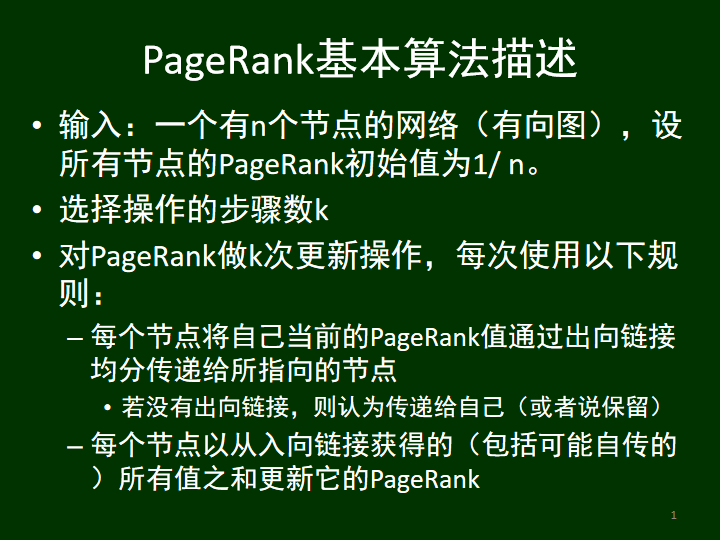 PageRank基本算法描述
• 输入：一个有n个节点的网络（有向图），设
所有节点的PageRank初始值为1/ n。
• 选择操作的步骤数k
• 对PageRank做k次更新操作，每次使用以下规
则：
– 每个节点将自己当前的PageRank值通过出向链接
均分传递给所指向的节点
• 若没有出向链接，则认为传递给自己（或者说保留）
– 每个节点以从入向链接获得的（包括可能自传的
）所有值之和更新它的PageRank
1